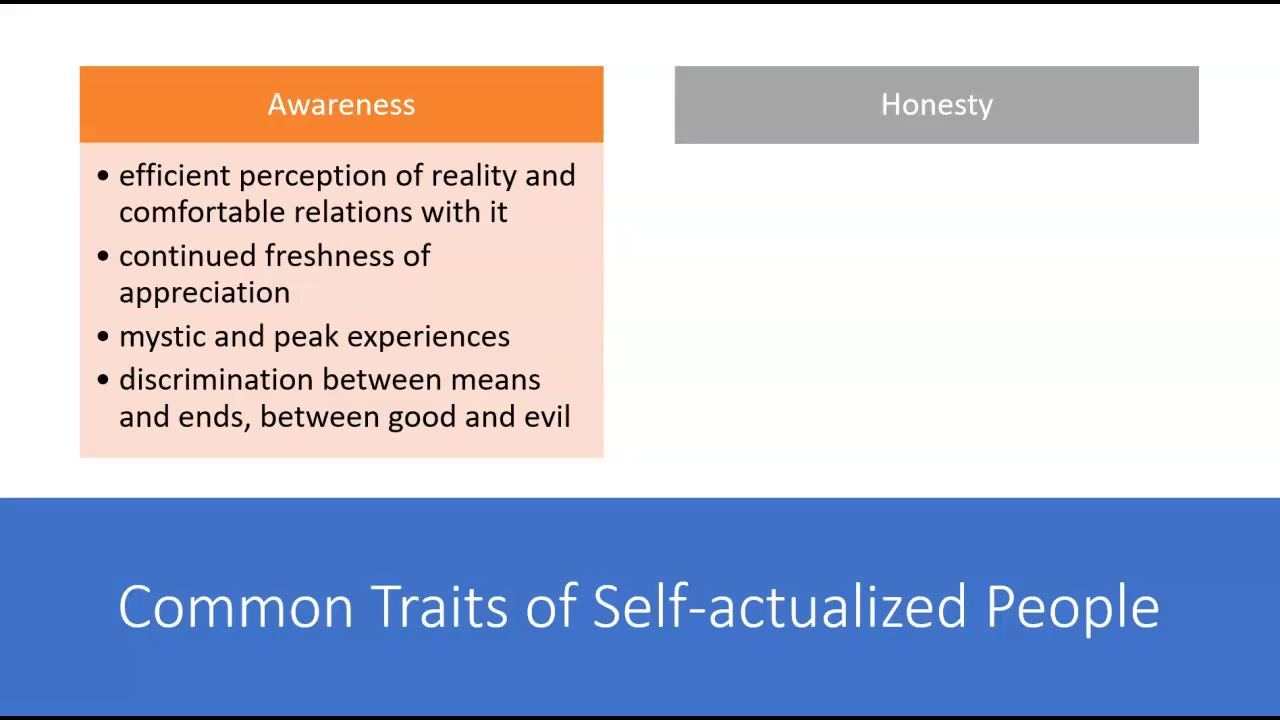 Awareness
• efficient perception of reality and
comfortable relations with it
• continued freshness of
appreciation
• mystic and peak experiences
• discrimination between means
and ends, between good and evil
Honesty
Common Traits of Self-actualized People